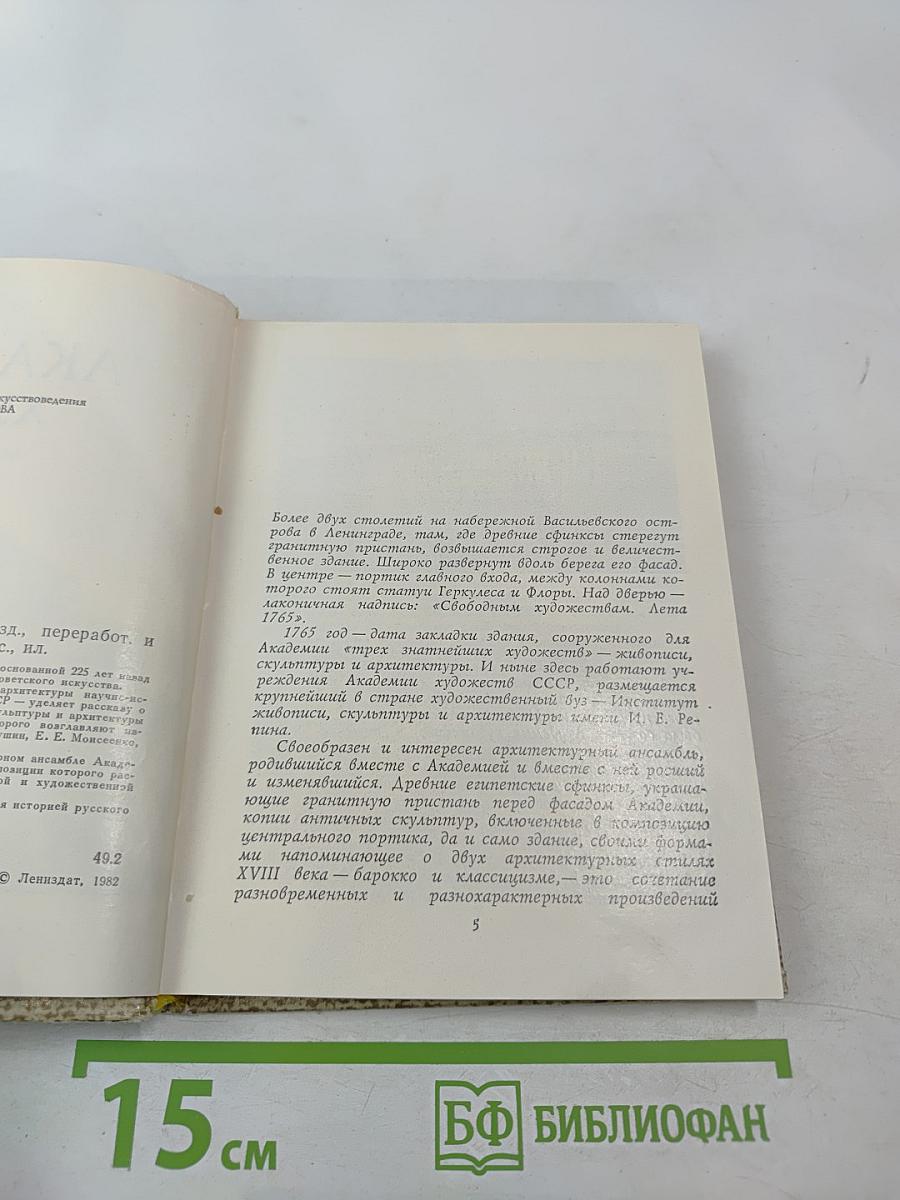 АКА
кусствоведения
ОВА
зд., переработ. и
с., ил.
основанной 225 лет назад
оветского искусства.
архитектуры научно-ис-
СР — уделяет рассказу о
ульптуры и архитектуры
орого возглавляют на-
ушин, Е. Е. Моисеенко,
рном ансамбле Акаде-
позиции которого рас-
ой и художественной
я историей русского
49.2
© Лениздат, 1982
Более двух столетий на набережной Васильевского ост-
рова в Ленинграде, там, где древние сфинксы стерегут
гранитную пристань, возвышается строгое и величест-
венное здание. Широко развернут вдоль берега его фасад.
В центре — портик главного входа, между колоннами ко-
торого стоят статуи Геркулеса и Флоры. Над дверью —
лаконичная надпись: «Свободным художествам. Лета
1765».
1765 год — дата закладки здания, сооруженного для
Академии «трех знатнейших художеств» — живописи,
скульптуры и архитектуры. И ныне здесь работают уч-
реждения Академии художеств СССР, размещается
крупнейший в стране художественный вуз — Институт
живописи, скульптуры и архитектуры имени И. Е. Ре-
пина.
Своеобразен и интересен архитектурный ансамбль,
родившийся вместе с Академией и вместе с ней росший
и изменявшийся. Древние египетские сфинксы, украша-
ющие гранитную пристань перед фасадом Академии,
копии античных скульптур, включенные в композицию
центрального портика, да и само здание, своими форма-
ми напоминающее о двух архитектурных стилях
XVIII века — барокко и классицизме,— это сочетание
разновременных и разнохарактерных произведений
5
15 см
БФ БИБЛИОФАН